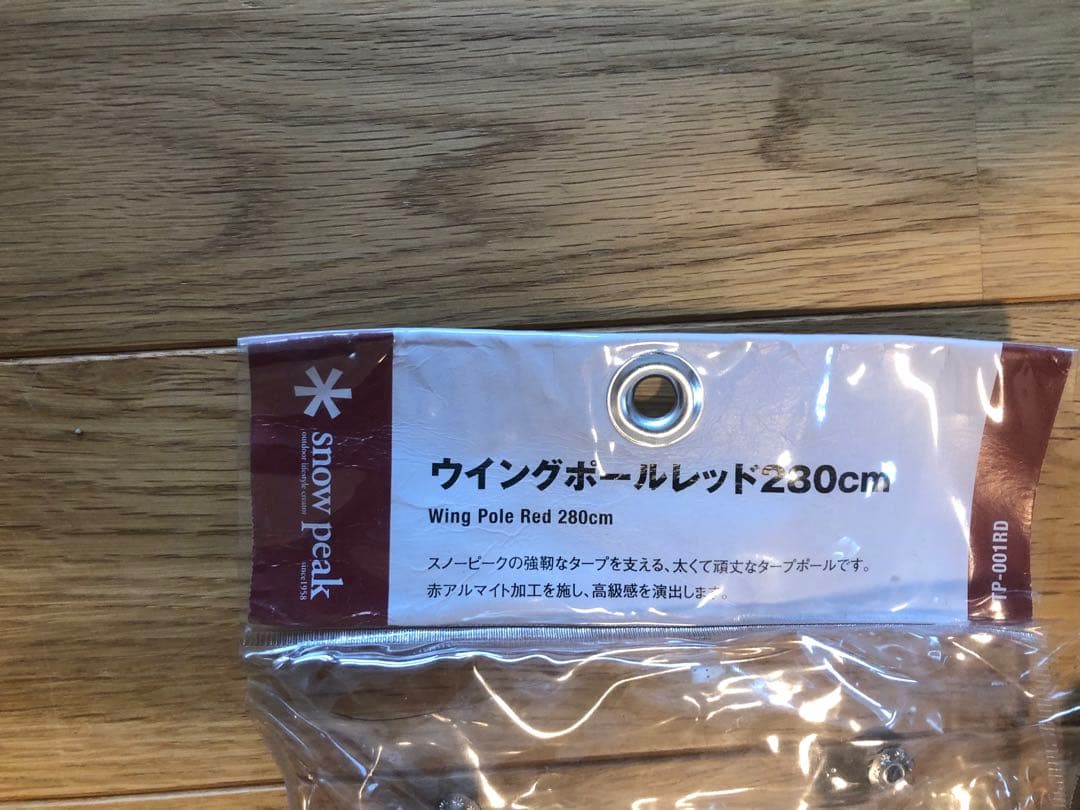 snow peak
outdoor lifestyle creator
since1958
ウイングポールレッド280cm
Wing Pole Red 280cm
スノーピークの強靭なタープを支える、太くて頑丈なタープポールです。
赤アルマイト加工を施し、高級感を演出します。
TP-001RD